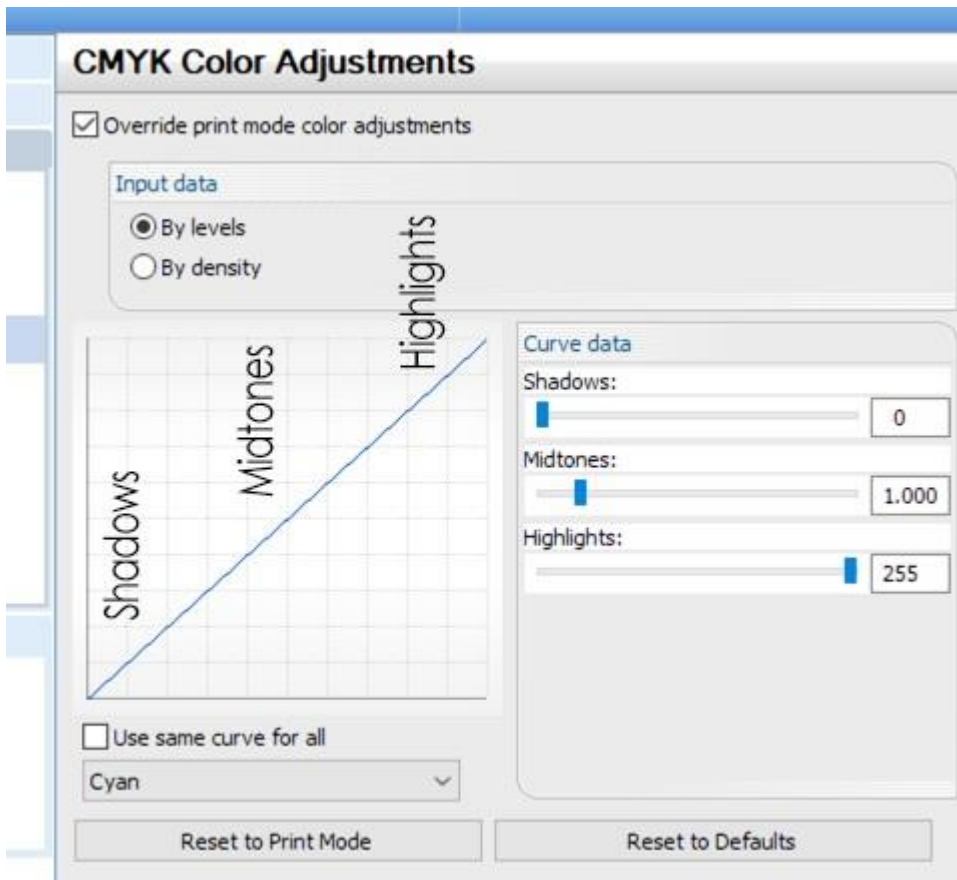 CMYK Color Adjustments
Override print mode color adjustments
Input data
By levels
By density
Shadows
Midtones
Highlights
Curve data
Shadows:
0
Midtones:
1.000
Highlights:
255
Use same curve for all
Cyan
Reset to Print Mode
Reset to Defaults